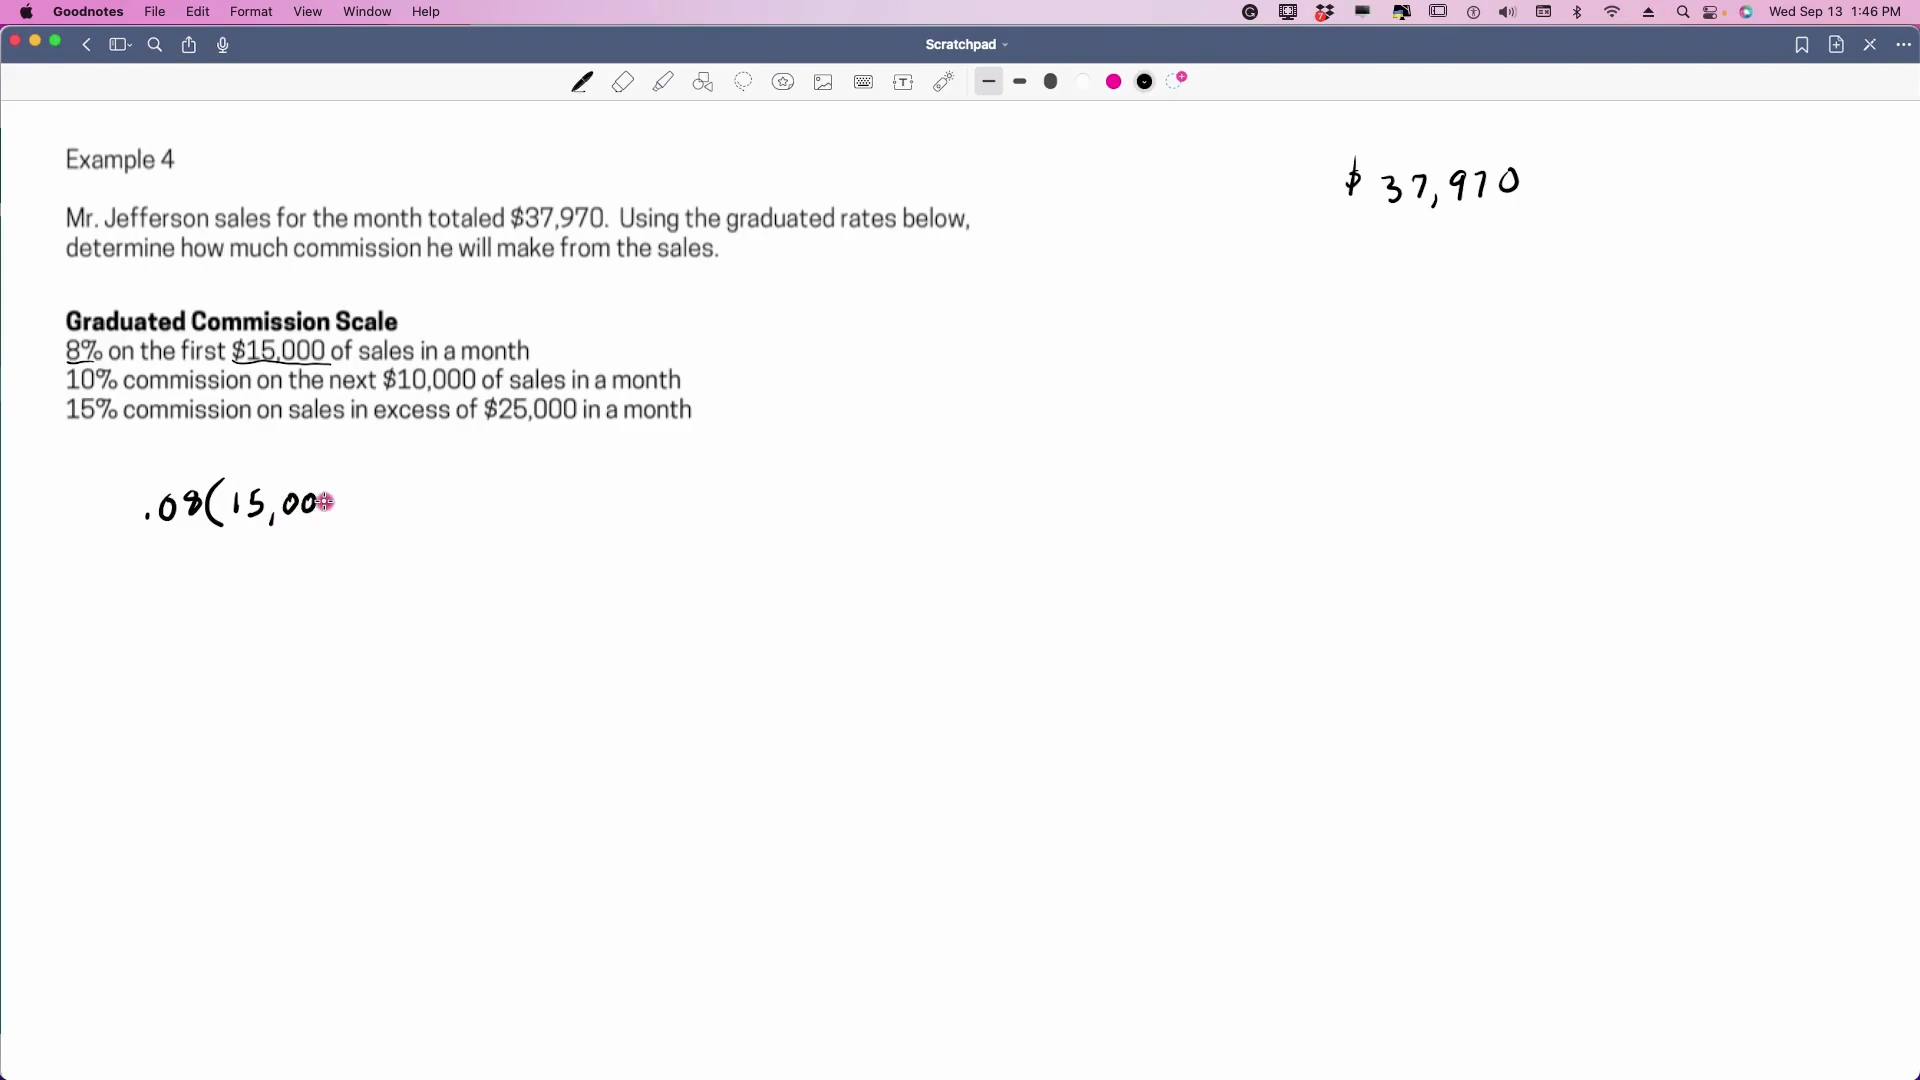 Goodnotes File Edit Format View Window Help Wed Sep 13 1:46 PM
Scratchpad
Example 4
$ 37,970
Mr. Jefferson sales for the month totaled $37,970. Using the graduated rates below,
determine how much commission he will make from the sales.
Graduated Commission Scale
8% on the first $15,000 of sales in a month
10% commission on the next $10,000 of sales in a month
15% commission on sales in excess of $25,000 in a month
.08(15,00